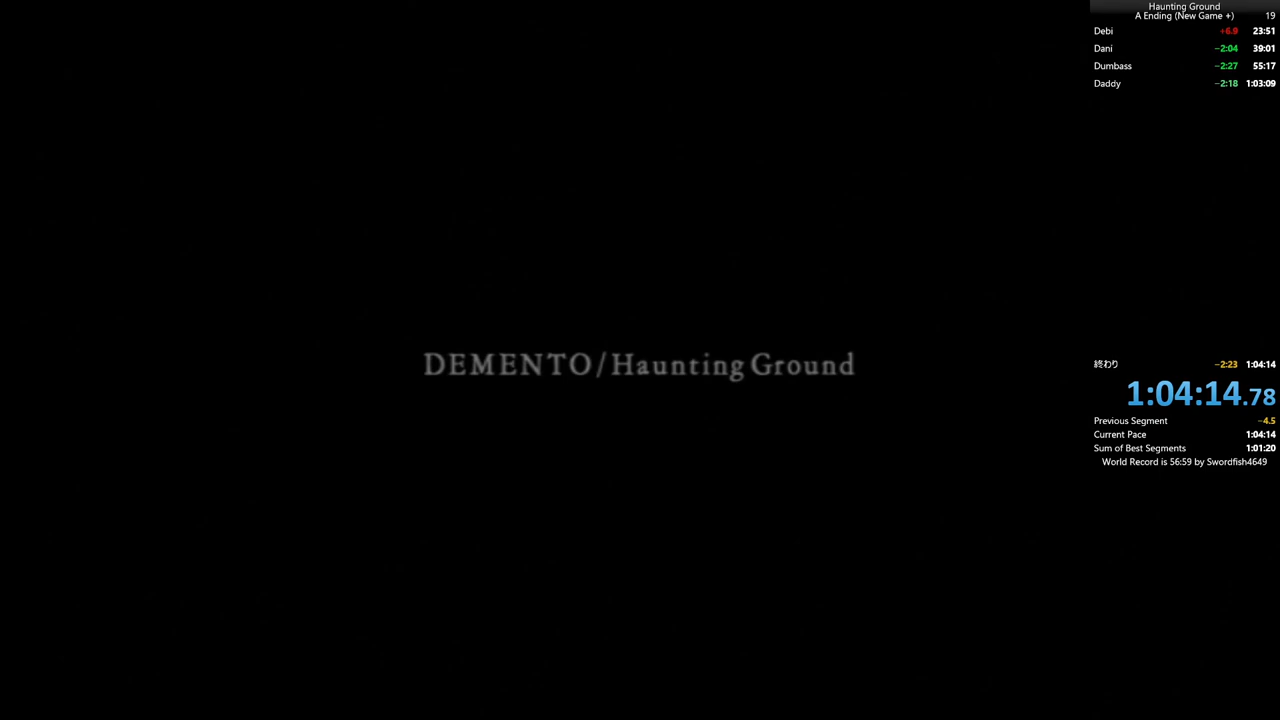 Haunting Ground
A Ending (New Game +) 19
Debi +6.9 23:51
Dani −2:04 39:01
Dumbass −2:27 55:17
Daddy −2:18 1:03:09
DEMENTO/Haunting Ground
終わり −2:23 1:04:14
1:04:14.78
Previous Segment −4.5
Current Pace 1:04:14
Sum of Best Segments 1:01:20
World Record is 56:59 by Swordfish4649